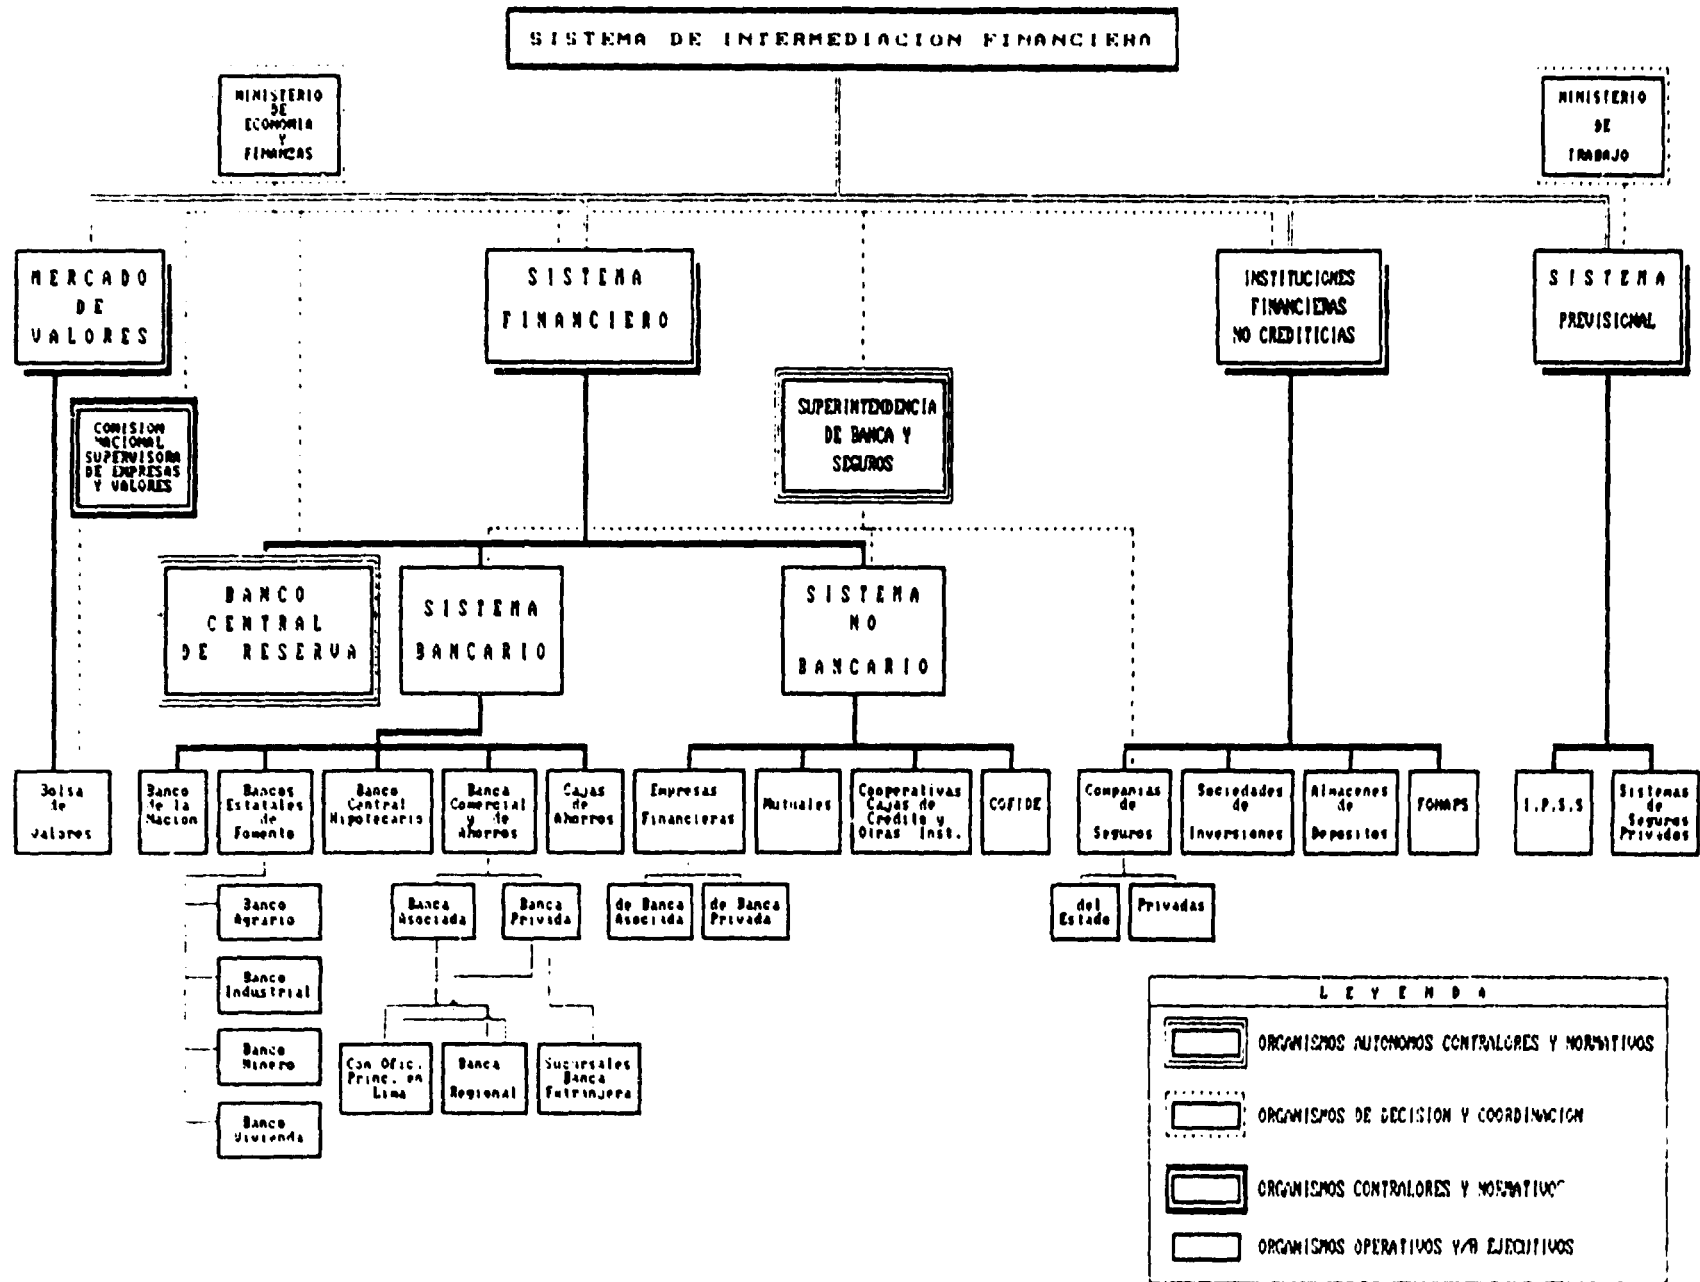 SISTEMA DE INTERMEDIACION FINANCIERA
MINISTERIO
DE
ECONOMIA
Y
FINANZAS
MINISTERIO
DE
TRABAJO
MERCADO
DE
VALORES
SISTEMA
FINANCIERO
INSTITUCIONES
FINANCIERAS
NO CREDITICIAS
SISTEMA
PREVISIONAL
COMISION
NACIONAL
SUPERVISORA
DE EMPRESAS
Y VALORES
SUPERINTENDENCIA
DE BANCA Y
SEGUROS
BANCO
CENTRAL
DE RESERVA
SISTEMA
BANCARIO
SISTEMA
NO
BANCARIO
Bolsa
de
Valores
Banco
de la
Nacion
Bancos
Estatales
de
Fomento
Banco
Central
Hipotecario
Banca
Comercial
y de
Ahorros
Cajas
de
Ahorros
Empresas
Financieras
Mutuales
Cooperativas
Cajas de
Credito y
Otras Inst.
COFIDE
Companias
de
Seguros
Sociedades
de
Inversiones
Almacenes
de
Depositos
FONAPS
I.P.S.S
Sistemas
de
Seguros
Privados
Banco
Agrario
Banca
Asociada
Banca
Privada
de Banca
Asociada
de Banca
Privada
del
Estado
Privadas
Banco
Industrial
Banco
Minero
Con Ofic.
Princ. en
Lima
Banca
Regional
Sucursales
Banca
Extranjera
Banco
Vivienda
LEYENDA
ORGANISMOS AUTONOMOS CONTRALORES Y NORMATIVOS
ORGANISMOS DE DECISION Y COORDINACION
ORGANISMOS CONTRALORES Y NORMATIVOS
ORGANISMOS OPERATIVOS Y/O EJECUTIVOS